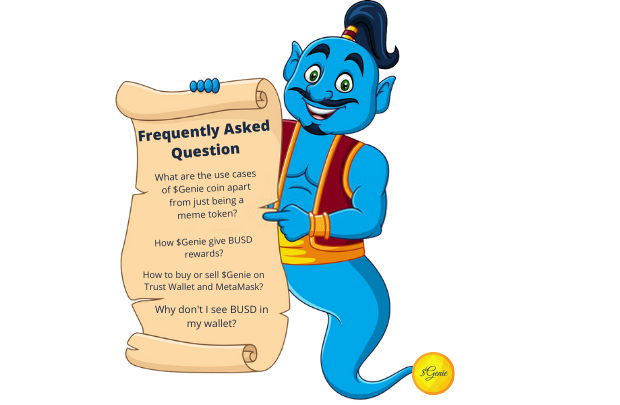 Frequently Asked
Question
What are the use cases
of $Genie coin apart
from just being a
meme token?
How $Genie give BUSD
rewards?
How to buy or sell $Genie on
Trust Wallet and MetaMask?
Why don't I see BUSD in
my wallet?
$Genie